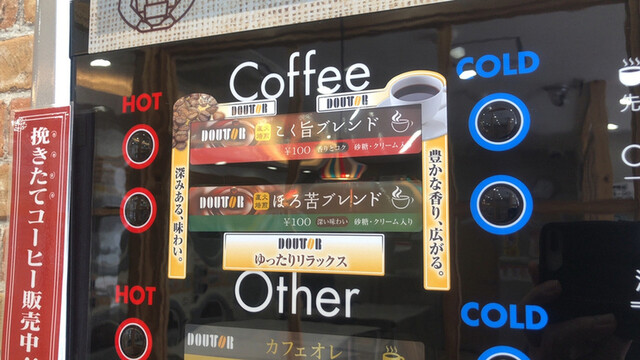 Coffee
HOT
COLD
DOUTOR
DOUTOR
DOUTOR こく旨ブレンド
¥100 香りとコク 砂糖・クリーム入り
DOUTOR 直火焙煎 ほろ苦ブレンド
¥100 深い味わい 砂糖・クリーム入り
深みある、味わい。
豊かな香り、広がる。
DOUTOR
ゆったりリラックス
挽きたてコーヒー販売中
Other
HOT
COLD
DOUTOR
カフェオレ